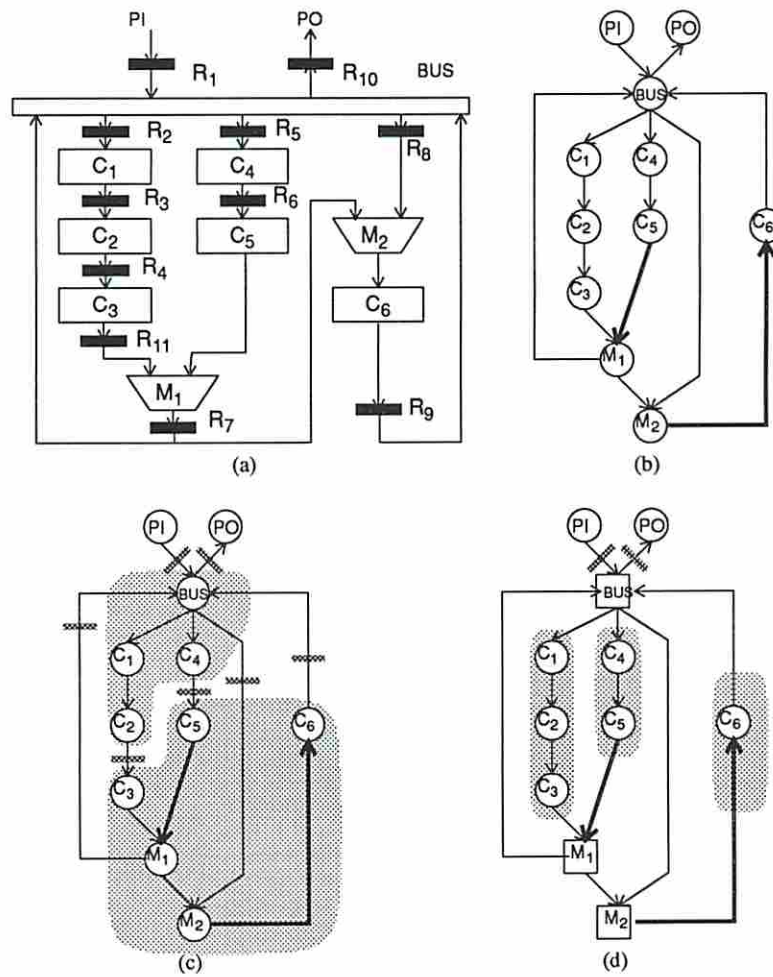 PI PO
R1 R10 BUS
R2 R5 R8
C1 C4
R3 R6
C2 C5 M2
R4
C3 C6
R11
M1
R7 R9
(a)
PI PO
BUS
C1 C4
C2 C5 C6
C3
M1
M2
(b)
PI PO
BUS
C1 C4
C2 C5 C6
C3
M1
M2
(c)
PI PO
BUS
C1 C4
C2 C5 C6
C3
M1
M2
(d)